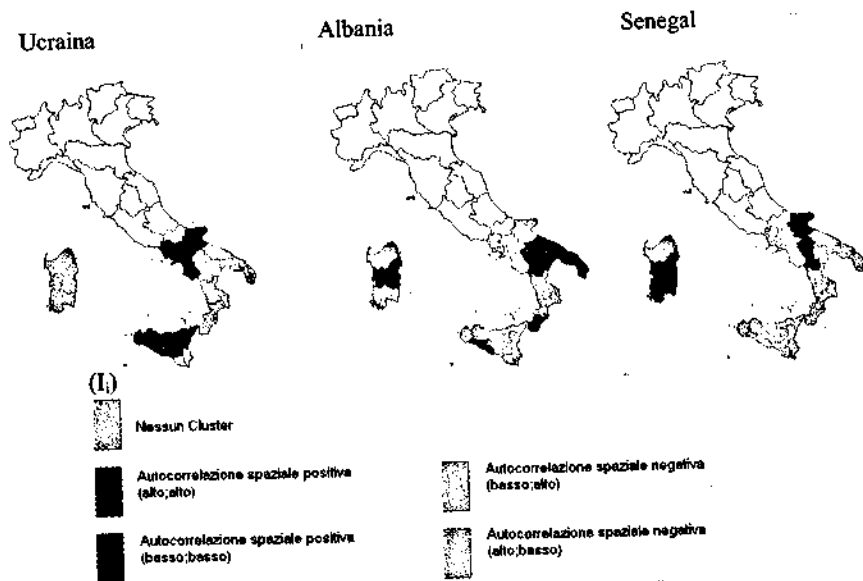 Ucraina
Albania
Senegal
(Iᵢ)
Nessun Cluster
Autocorrelazione spaziale positiva
(alto;alto)
Autocorrelazione spaziale positiva
(basso;basso)
Autocorrelazione spaziale negativa
(basso;alto)
Autocorrelazione spaziale negativa
(alto;basso)